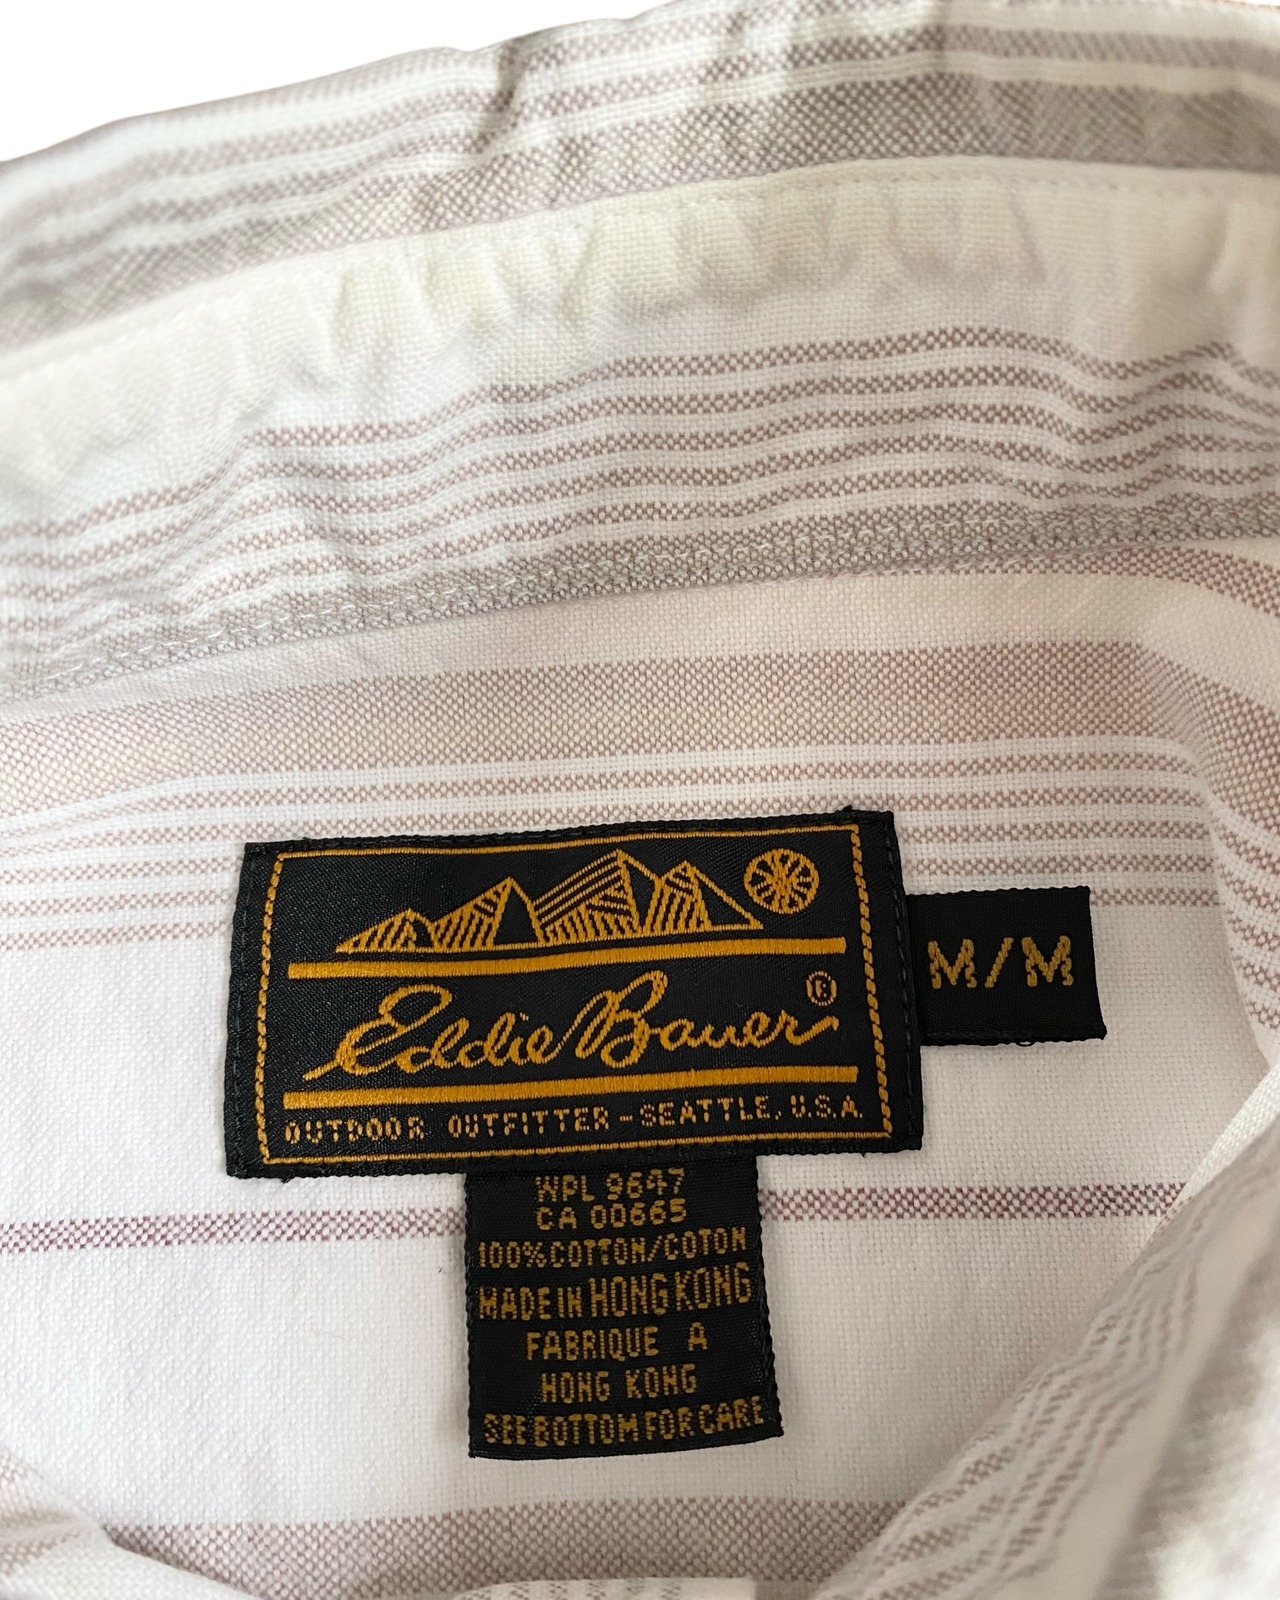 Eddie Bauer®
OUTDOOR OUTFITTER-SEATTLE, U.S.A.
M/M
WPL 9647
CA 00665
100% COTTON/COTON
MADE IN HONG KONG
FABRIQUE A
HONG KONG
SEE BOTTOM FOR CARE